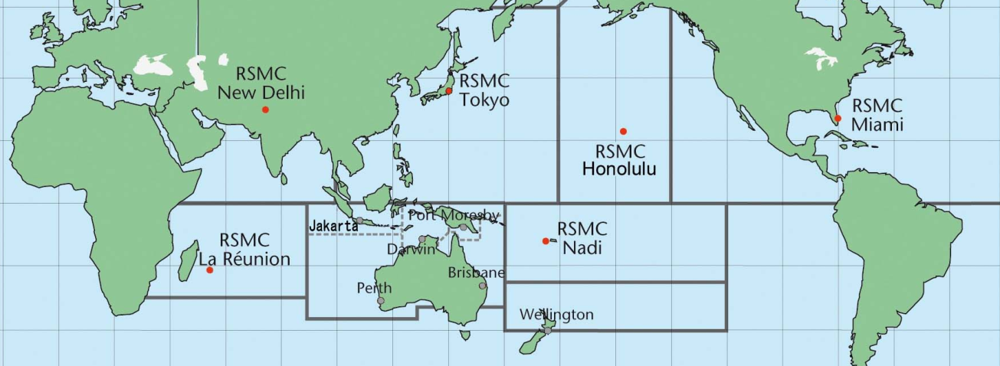 RSMC
New Delhi
RSMC
Tokyo
RSMC
Miami
RSMC
Honolulu
Port Moresby
Jakarta
RSMC
Nadi
RSMC
La Réunion
Darwin
Brisbane
Perth
Wellington